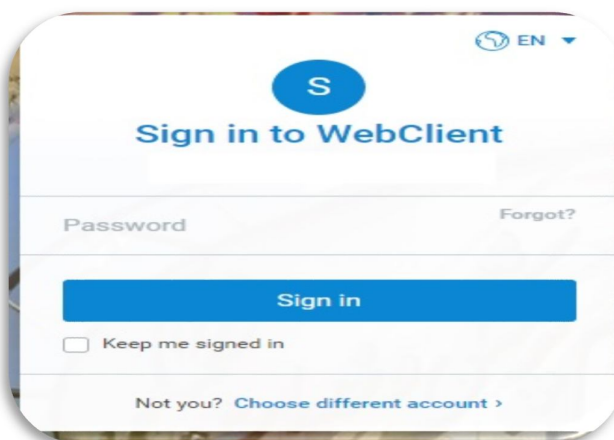 EN
S
Sign in to WebClient
Forgot?
Password
Sign in
Keep me signed in
Not you? Choose different account ›